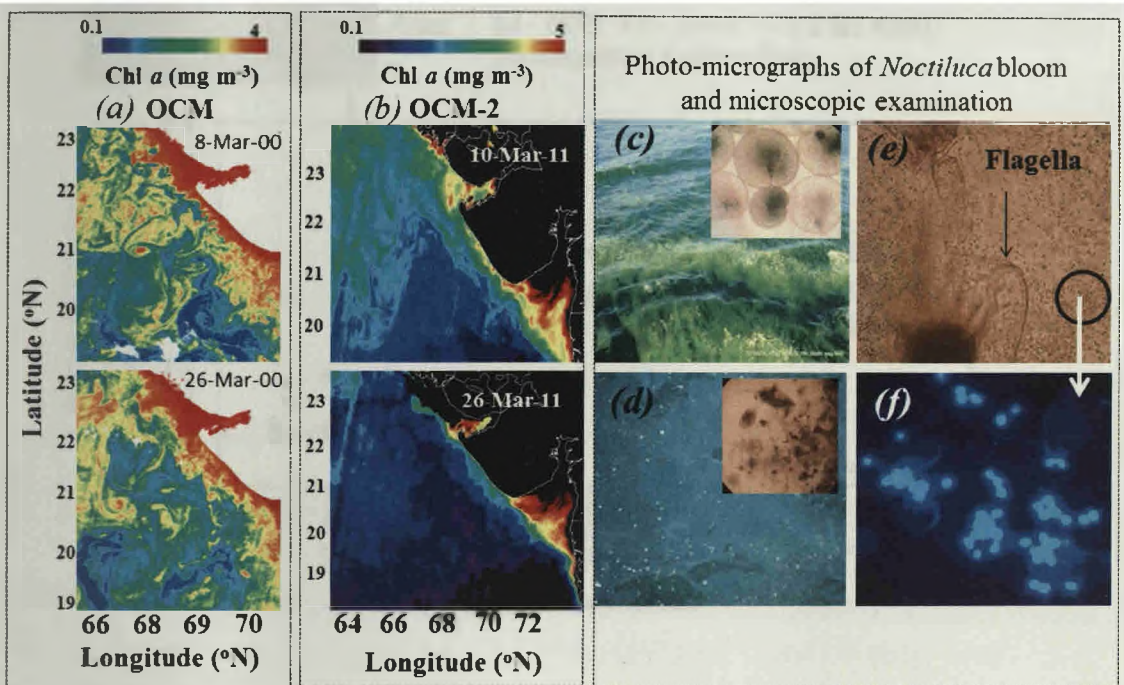 0.1 4
Chl a (mg m⁻³)
(a) OCM
8-Mar-00
23
22
21
20
26-Mar-00
23
22
21
20
19
66 68 69 70
Longitude (ºN)
Latitude (ºN)
0.1 5
Chl a (mg m⁻³)
(b) OCM-2
10-Mar-11
23
22
21
20
26 Mar-11
23
22
21
20
19
64 66 68 70 72
Longitude (ºN)
Photo-micrographs of Noctiluca bloom
and microscopic examination
(c)
(e)
Flagella
(d)
(f)